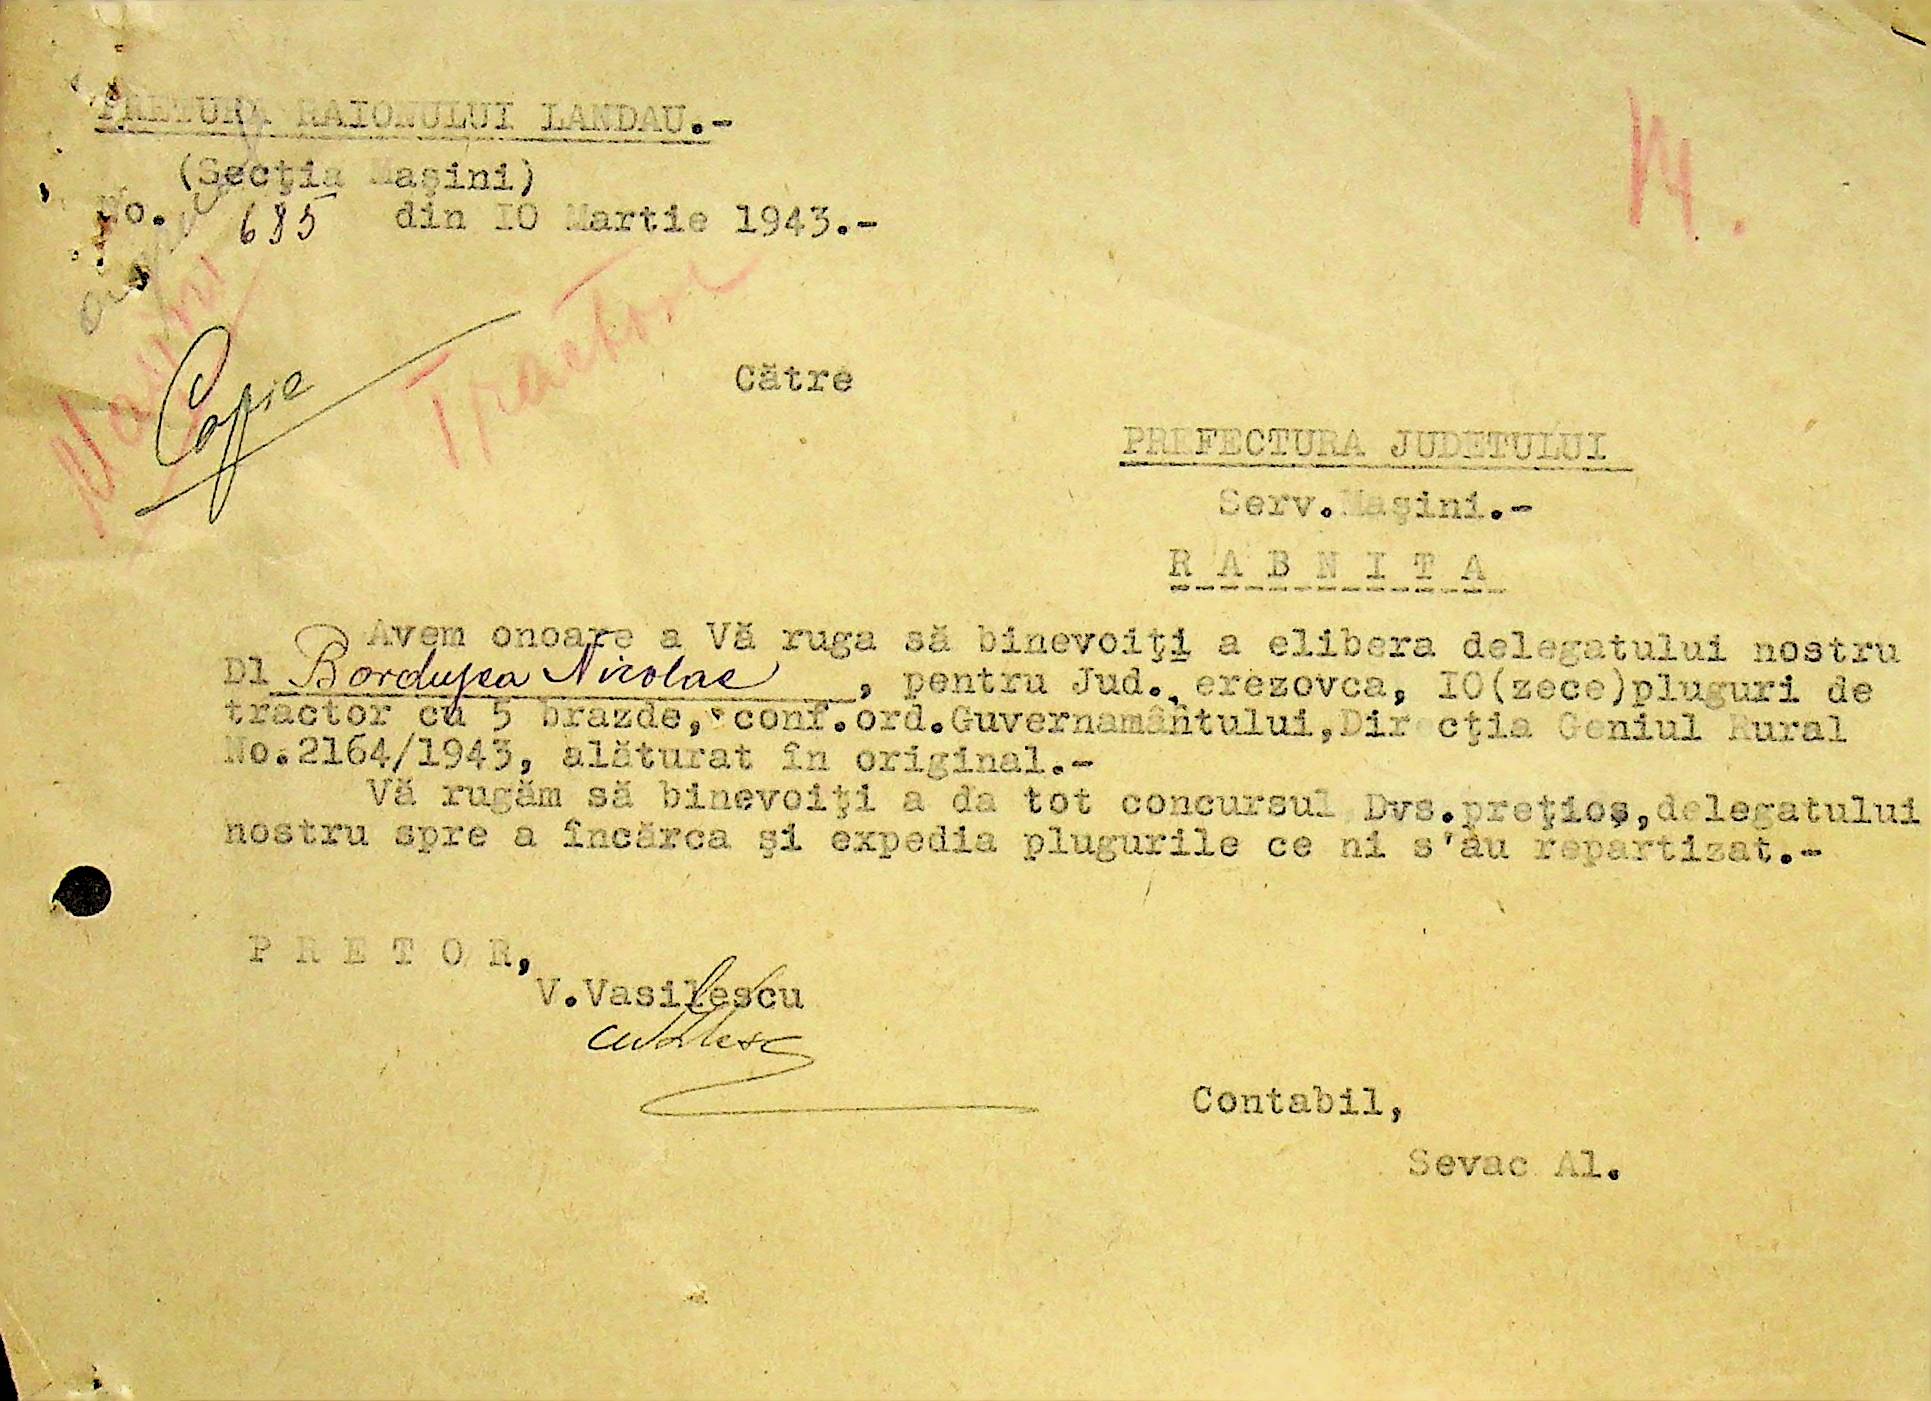 PRETURA RAIONULUI LANDAU.-
(Secţia Maşini)
No. 685 din IO Martie 1943.-
Copie
Tractoare
14.
Către
PREFECTURA JUDETULUI
Serv.Maşini.-
R A B N I T A
Avem onoare a Vă ruga să binevoiţi a elibera delegatului nostru
Dl Nicolae, pentru Jud. erezovca, IO(zece)pluguri de
tractor cu 5 brazde, conf.ord.Guvernamântului,Direcţia Geniul Rural
No.2164/1943, alăturat în original.-
Vă rugăm să binevoiţi a da tot concursul Dvs.preţios,delegatului
nostru spre a încărca şi expedia plugurile ce ni s'au repartizat.-
P R E T O R,
V.Vasilescu
Contabil,
Sevac Al.